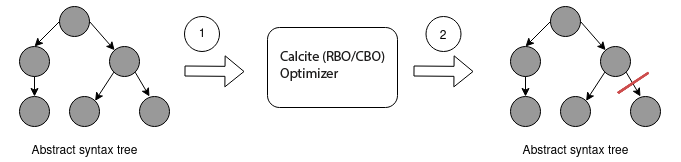 1
2
Calcite (RBO/CBO)
Optimizer
Abstract syntax tree
Abstract syntax tree